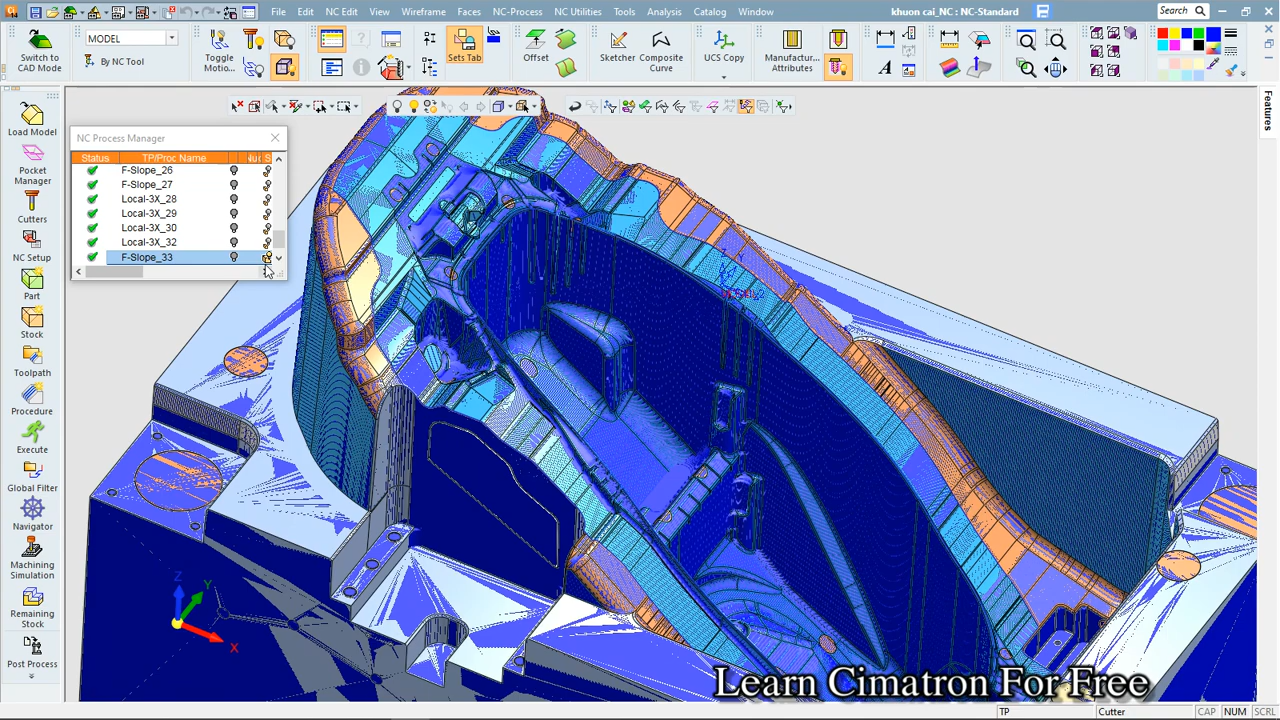 File
Edit
NC Edit
Views
Wireframe
Faces
NC-Process
NC Utilities
Tools
Analysis
Catalog
Window
khuon cai_NC : NC-Standard
Search
Switch to
CAD Mode
MODEL
By NC Tool
Toggle
Motio...
Sets Tab
Offset
Sketcher
Composite
Curve
UCS Copy
Manufactur...
Attributes
Load Model
Pocket
Manager
Cutters
NC Setup
Part
Stock
Toolpath
Procedure
Execute
Global Filter
Navigator
Machining
Simulation
Remaining
Stock
Post Process
NC Process Manager
Status
TP/Proc Name
F-Slope_26
F-Slope_27
Local-3X_28
Local-3X_29
Local-3X_30
Local-3X_32
F-Slope_33
Features
Z
Y
X
Learn Cimatron For Free
TP
Cutter
CAP
NUM
SCRL